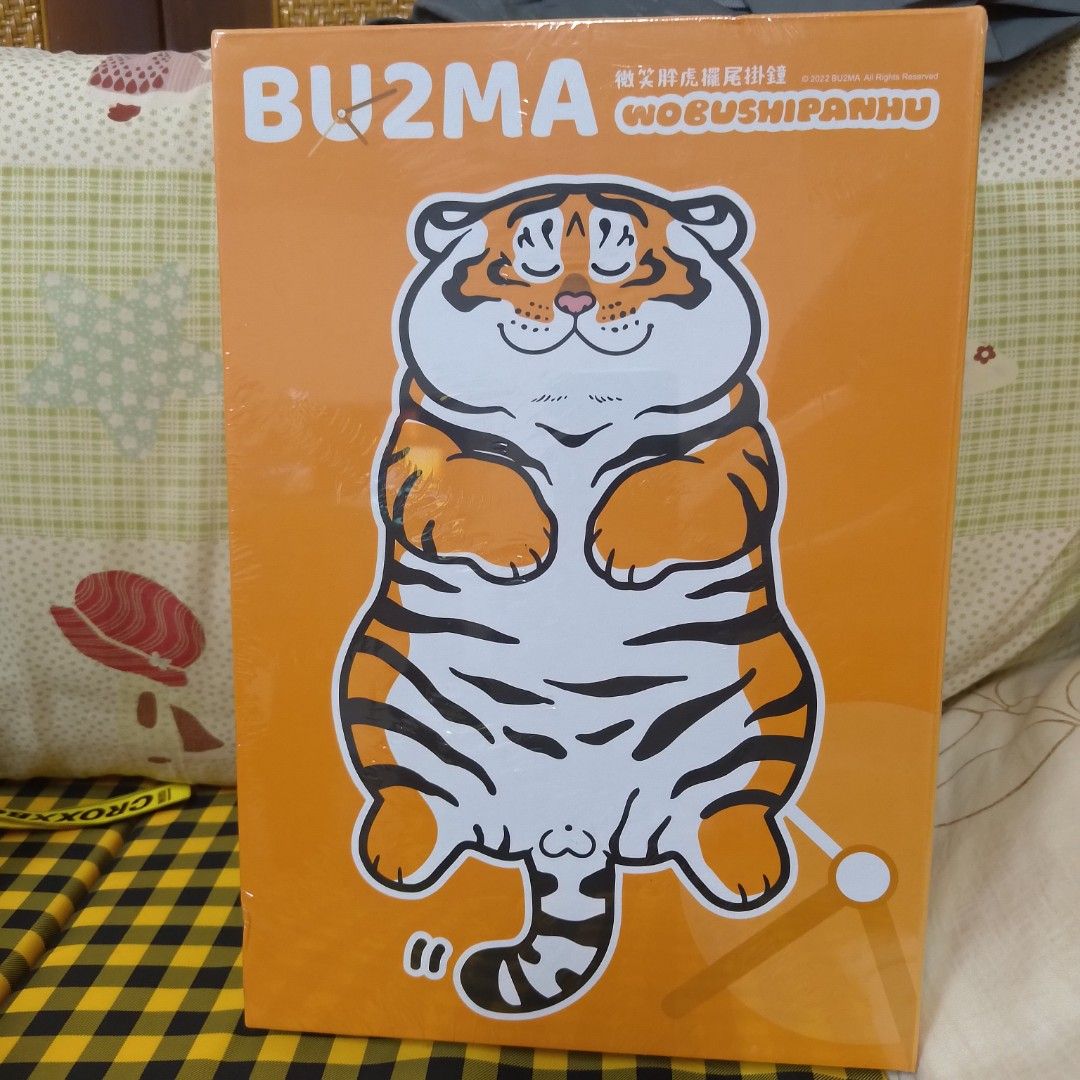 BU2MA
微笑胖虎擺尾掛鐘
© 2022 BU2MA All Rights Reserved
WOBUSHIPANHU
CROXX